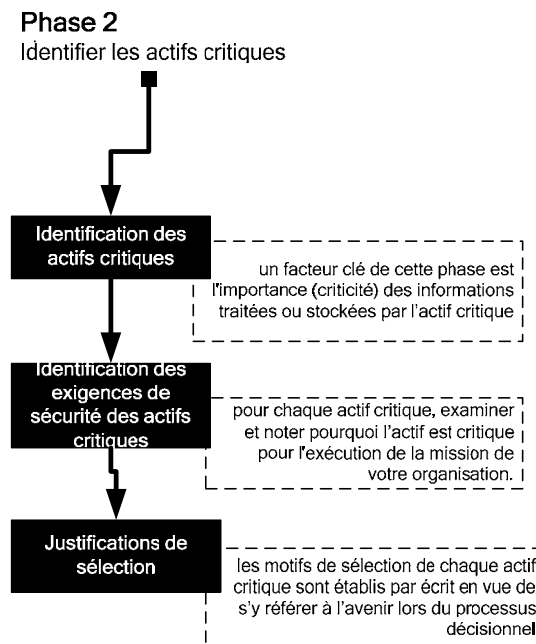 Phase 2
Identifier les actifs critiques
Identification des
actifs critiques
un facteur clé de cette phase est
l'importance (criticité) des informations
traitées ou stockées par l'actif critique
Identification des
exigences de
sécurité des actifs
critiques
pour chaque actif critique, examiner
et noter pourquoi l'actif est critique
pour l'exécution de la mission de
votre organisation.
Justifications de
sélection
les motifs de sélection de chaque actif
critique sont établis par écrit en vue de
s'y référer à l'avenir lors du processus
décisionnel